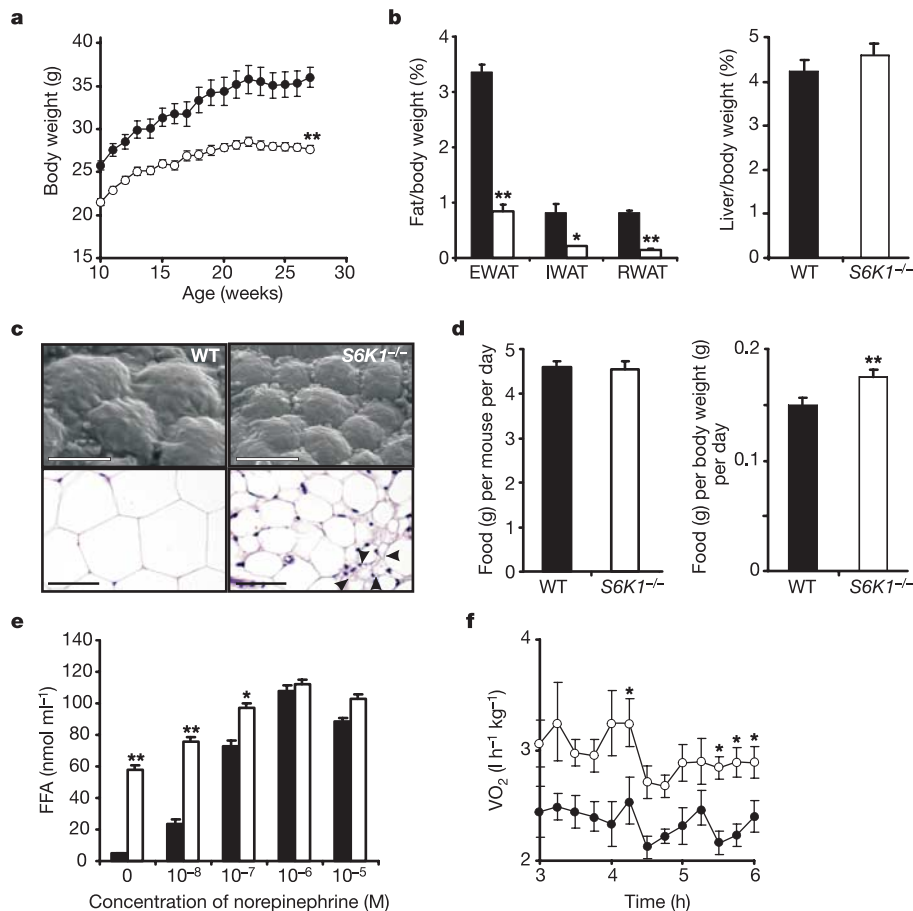 a
Body weight (g)
40
35
30
25
20
15
10
15
20
25
30
**
Age (weeks)
b
Fat/body weight (%)
4
3
2
1
0
**
*
**
EWAT
IWAT
RWAT
Liver/body weight (%)
5
4
3
2
1
0
WT
S6K1−/−
c
WT
S6K1−/−
d
Food (g) per mouse per day
5
4
3
2
1
0
WT
S6K1−/−
Food (g) per body weight (g)
per day
0.2
0.1
0
**
WT
S6K1−/−
e
FFA (nmol ml−1)
140
120
100
80
60
40
20
0
**
**
*
0
10−8
10−7
10−6
10−5
Concentration of norepinephrine (M)
f
VO2 (l h−1 kg−1)
4
3
2
*
*
*
*
3
4
5
6
Time (h)